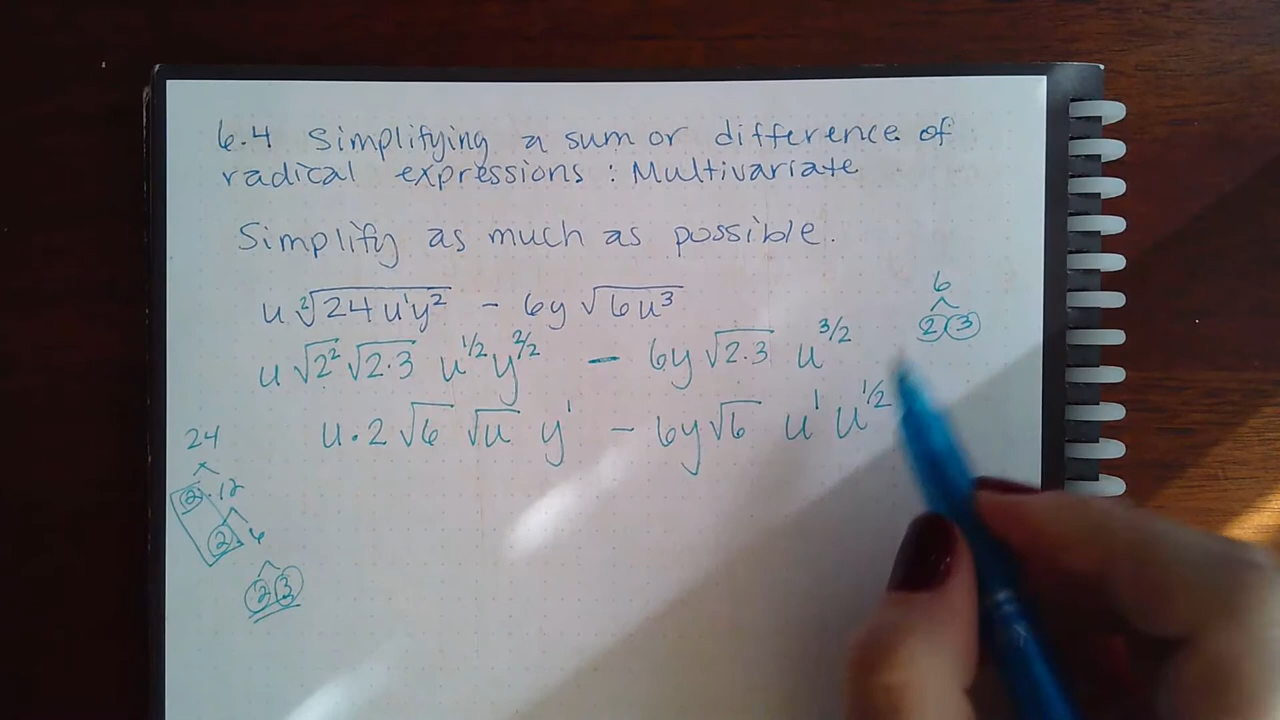 6.4 Simplifying a sum or difference of
radical expressions : Multivariate
Simplify as much as possible.
u ²√(24u¹y²) - 6y √(6u³)
u √(2²) √(2·3) u^(1/2) y^(2/2) - 6y √(2·3) u^(3/2)
u · 2 √6 √u y¹ - 6y √6 u¹ u^(1/2)
6
2 3
24
2 · 12
2 · 6
2 3